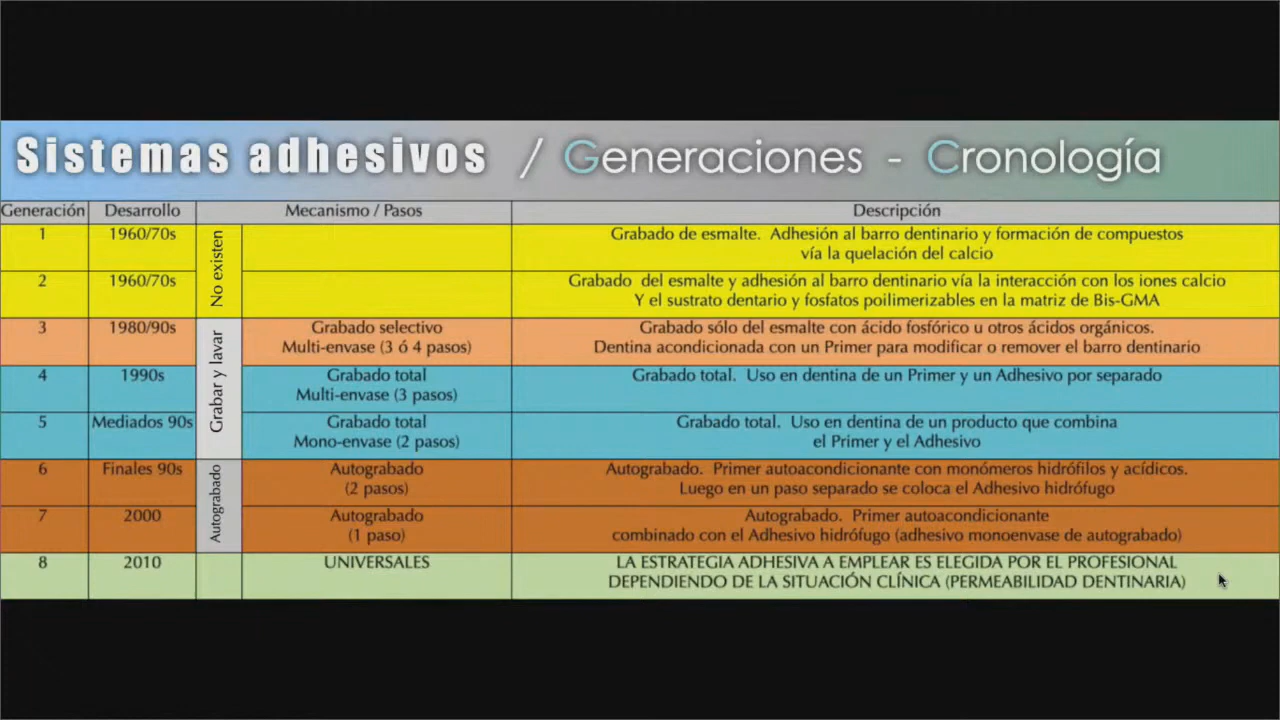 Sistemas adhesivos / Generaciones - Cronología
Generación Desarrollo Mecanismo / Pasos Descripción
No existen
1 1960/70s Grabado de esmalte. Adhesión al barro dentinario y formación de compuestos
vía la quelación del calcio
2 1960/70s Grabado del esmalte y adhesión al barro dentinario vía la interacción con los iones calcio
Y el sustrato dentario y fosfatos poilimerizables en la matriz de Bis-GMA
Grabar y lavar
3 1980/90s Grabado selectivo Grabado sólo del esmalte con ácido fosfórico u otros ácidos orgánicos.
Multi-envase (3 ó 4 pasos) Dentina acondicionada con un Primer para modificar o remover el barro dentinario
4 1990s Grabado total Grabado total. Uso en dentina de un Primer y un Adhesivo por separado
Multi-envase (3 pasos)
5 Mediados 90s Grabado total Grabado total. Uso en dentina de un producto que combina
Mono-envase (2 pasos) el Primer y el Adhesivo
Autograbado
6 Finales 90s Autograbado Autograbado. Primer autoacondicionante con monómeros hidrófilos y acídicos.
(2 pasos) Luego en un paso separado se coloca el Adhesivo hidrófugo
7 2000 Autograbado Autograbado. Primer autoacondicionante
(1 paso) combinado con el Adhesivo hidrófugo (adhesivo monoenvase de autograbado)
8 2010 UNIVERSALES LA ESTRATEGIA ADHESIVA A EMPLEAR ES ELEGIDA POR EL PROFESIONAL
DEPENDIENDO DE LA SITUACIÓN CLÍNICA (PERMEABILIDAD DENTINARIA)